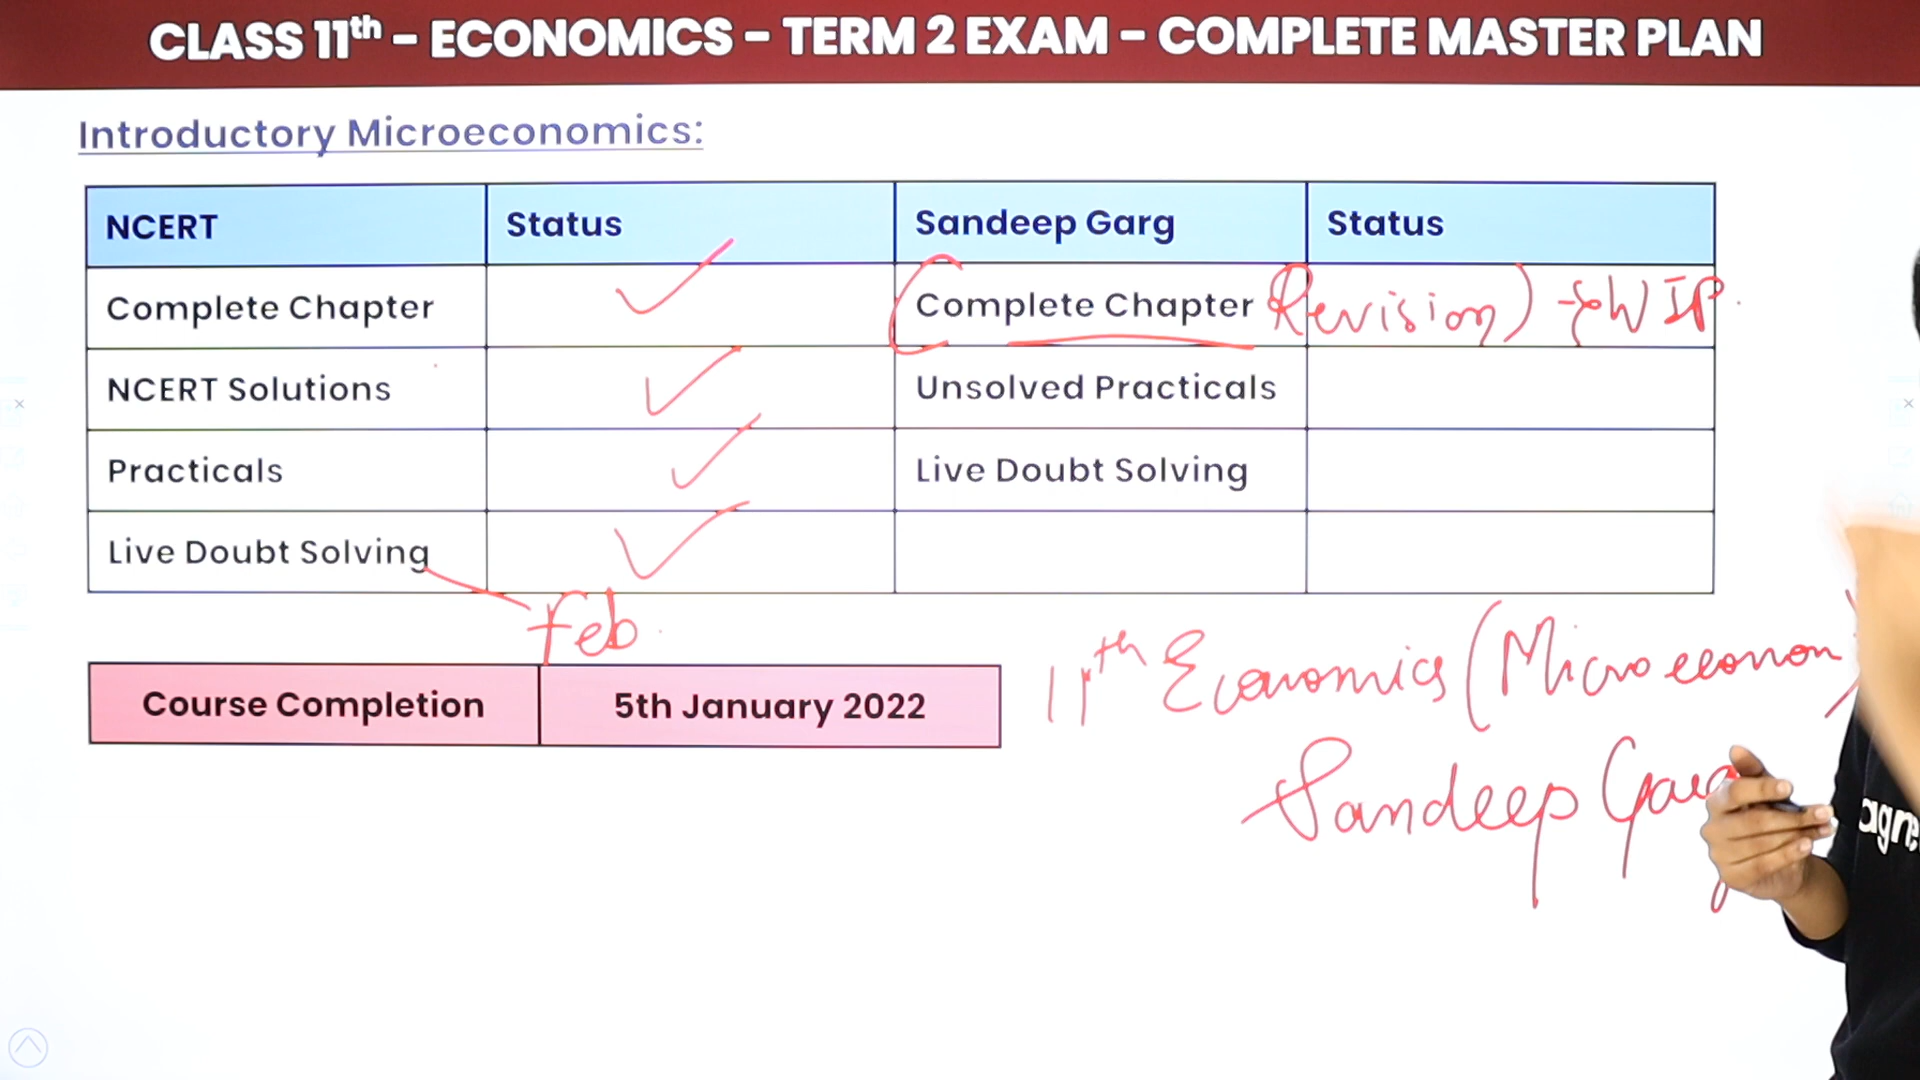 CLASS 11th - ECONOMICS - TERM 2 EXAM - COMPLETE MASTER PLAN
Introductory Microeconomics:
NCERT Status Sandeep Garg Status
Complete Chapter Complete Chapter Revision) WIP
NCERT Solutions Unsolved Practicals
Practicals Live Doubt Solving
Live Doubt Solving
feb
Course Completion 5th January 2022
11th Economics (Microeconom
Sandeep Garg
agne